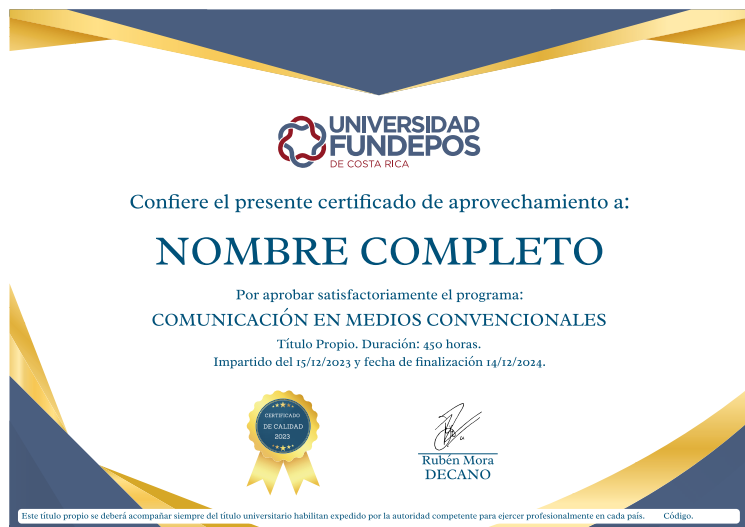 UNIVERSIDAD
FUNDEPOS
DE COSTA RICA
Confiere el presente certificado de aprovechamiento a:
NOMBRE COMPLETO
Por aprobar satisfactoriamente el programa:
COMUNICACIÓN EN MEDIOS CONVENCIONALES
Título Propio. Duración: 450 horas.
Impartido del 15/12/2023 y fecha de finalización 14/12/2024.
CERTIFICADO
DE CALIDAD
2023
Rubén Mora
DECANO
Este título propio se deberá acompañar siempre del título universitario habilitan expedido por la autoridad competente para ejercer profesionalmente en cada país. Código.